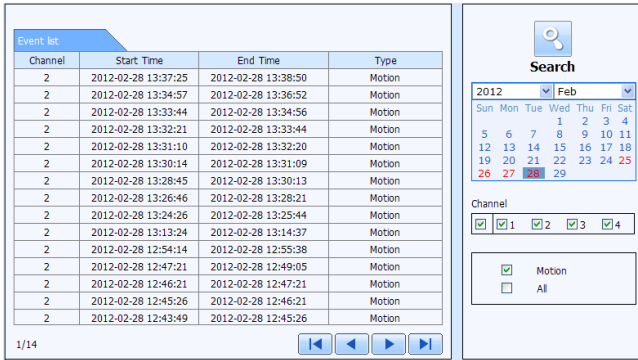 Event list
Channel Start Time End Time Type
2 2012-02-28 13:37:25 2012-02-28 13:38:50 Motion
2 2012-02-28 13:34:57 2012-02-28 13:36:52 Motion
2 2012-02-28 13:33:44 2012-02-28 13:34:56 Motion
2 2012-02-28 13:32:21 2012-02-28 13:33:44 Motion
2 2012-02-28 13:31:10 2012-02-28 13:32:20 Motion
2 2012-02-28 13:30:14 2012-02-28 13:31:09 Motion
2 2012-02-28 13:28:45 2012-02-28 13:30:13 Motion
2 2012-02-28 13:26:46 2012-02-28 13:28:21 Motion
2 2012-02-28 13:24:26 2012-02-28 13:25:44 Motion
2 2012-02-28 13:13:24 2012-02-28 13:14:37 Motion
2 2012-02-28 12:54:14 2012-02-28 12:55:38 Motion
2 2012-02-28 12:47:21 2012-02-28 12:49:05 Motion
2 2012-02-28 12:46:21 2012-02-28 12:47:21 Motion
2 2012-02-28 12:45:26 2012-02-28 12:46:21 Motion
2 2012-02-28 12:43:49 2012-02-28 12:45:26 Motion
1/14
Search
2012 Feb
Sun Mon Tue Wed Thu Fri Sat
1 2 3 4
5 6 7 8 9 10 11
12 13 14 15 16 17 18
19 20 21 22 23 24 25
26 27 28 29
Channel
1 2 3 4
Motion
All